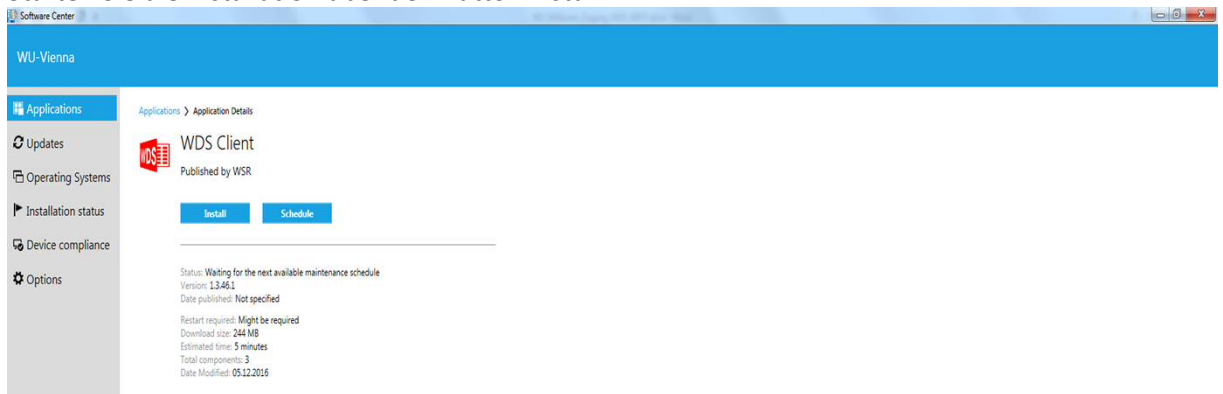 Software Center
WU-Vienna
Applications
Updates
Operating Systems
Installation status
Device compliance
Options
Applications ❯ Application Details
WDS
WDS Client
Published by WSR
Install
Schedule
Status: Waiting for the next available maintenance schedule
Version: 1.3.46.1
Date published: Not specified
Restart required: Might be required
Download size: 244 MB
Estimated time: 5 minutes
Total components: 3
Date Modified: 05.12.2016